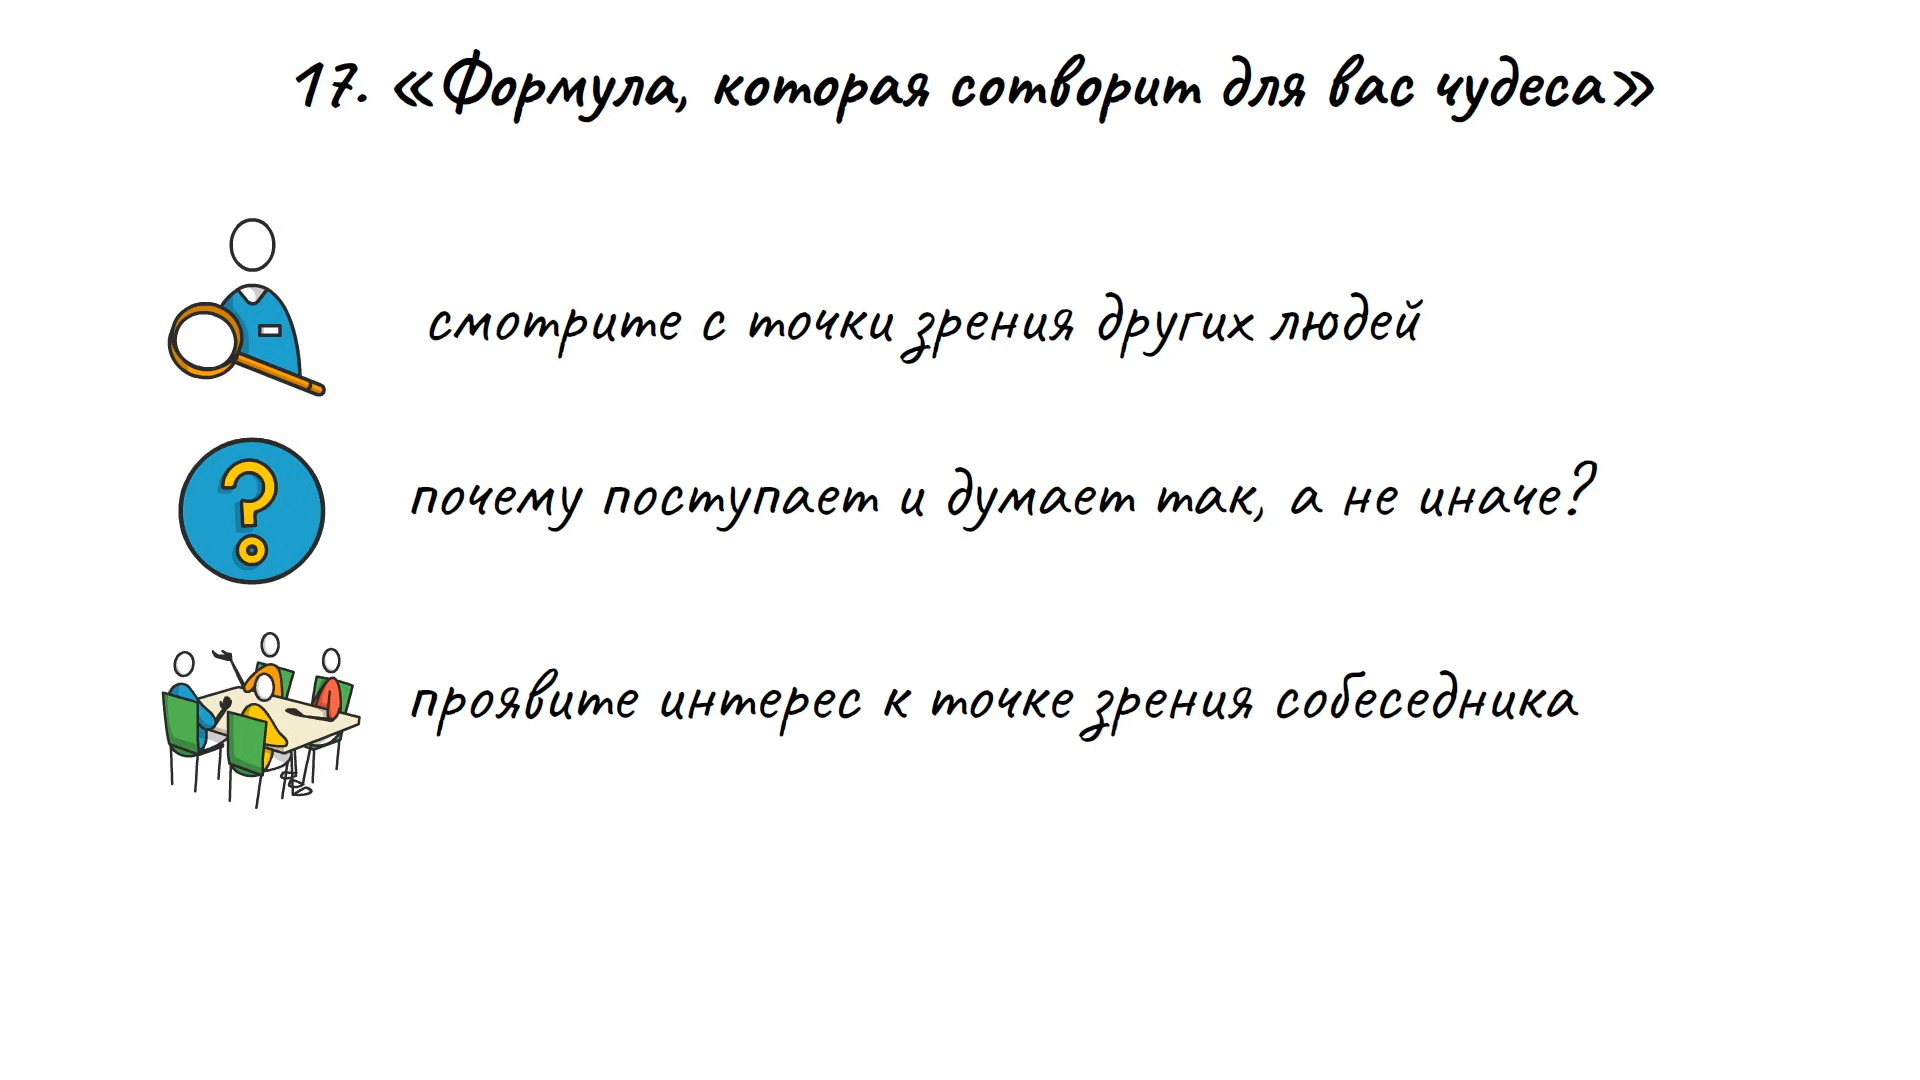 17. «Формула, которая сотворит для вас чудеса»
смотрите с точки зрения других людей
почему поступает и думает так, а не иначе?
проявите интерес к точке зрения собеседника